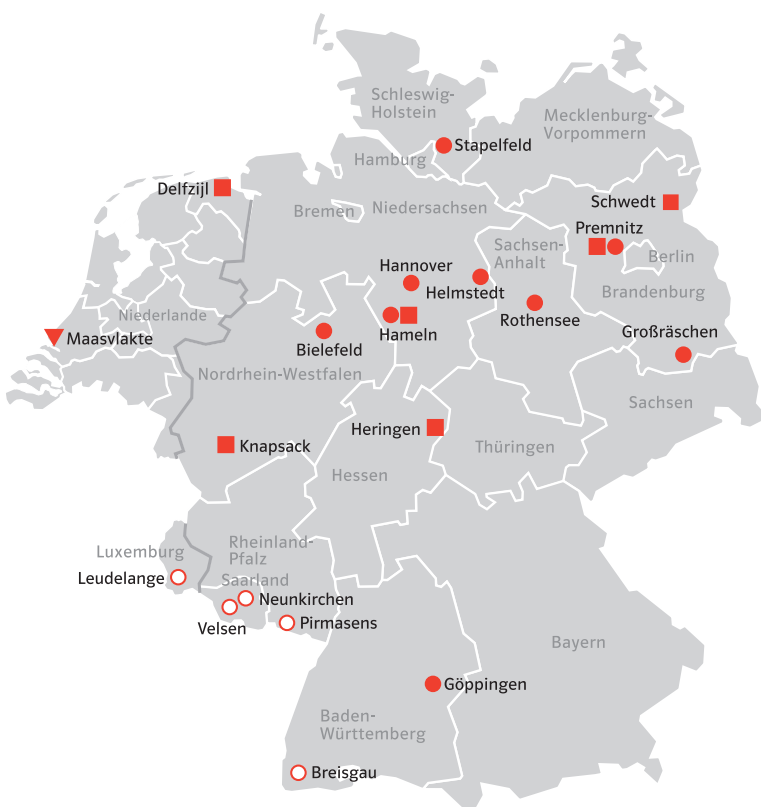 Schleswig-
Holstein
Mecklenburg-
Vorpommern
Stapelfeld
Hamburg
Delfzijl
Schwedt
Bremen
Niedersachsen
Premnitz
Sachsen-
Anhalt
Berlin
Hannover
Helmstedt
Brandenburg
Niederlande
Rothensee
Maasvlakte
Hameln
Großräschen
Bielefeld
Nordrhein-Westfalen
Sachsen
Heringen
Knapsack
Thüringen
Hessen
Luxemburg
Rheinland-
Pfalz
Leudelange
Saarland
Neunkirchen
Velsen
Pirmasens
Bayern
Göppingen
Baden-
Württemberg
Breisgau